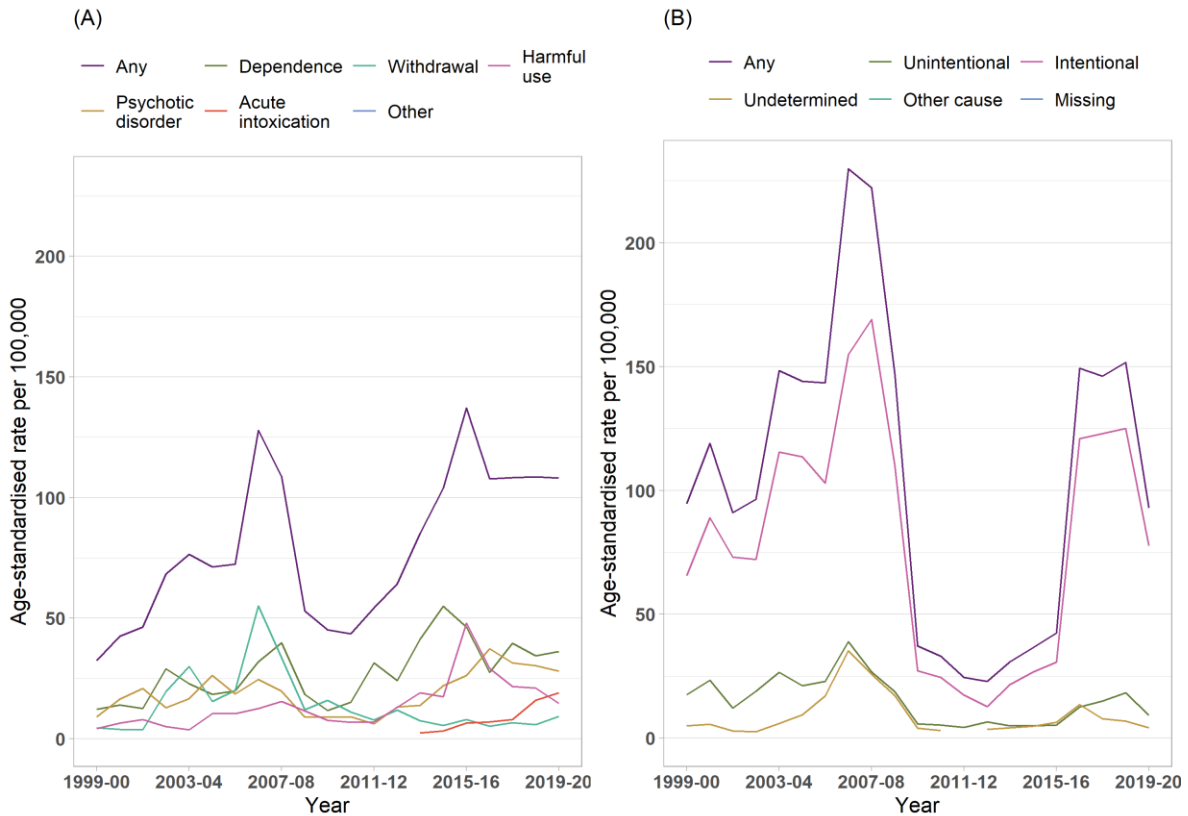 (A)
Any Dependence Withdrawal Harmful
use
Psychotic
disorder Acute
intoxication Other
Age-standardised rate per 100,000
200
150
100
50
0
1999-00 2003-04 2007-08 2011-12 2015-16 2019-20
Year
(B)
Any Unintentional Intentional
Undetermined Other cause Missing
Age-standardised rate per 100,000
200
150
100
50
0
1999-00 2003-04 2007-08 2011-12 2015-16 2019-20
Year